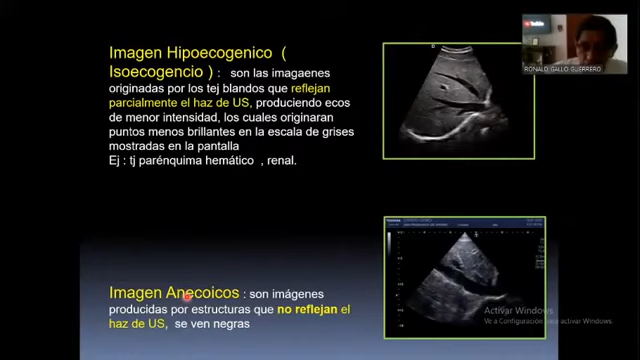 Imagen Hipoecogenico (
Isoecogencio ) : son las imagaenes
originadas por los tej blandos que reflejan
parcialmente el haz de US, produciendo ecos
de menor intensidad, los cuales originaran
puntos menos brillantes en la escala de grises
mostradas en la pantalla
Ej : tj parénquima hemático , renal.
RONALD GALLO GUERRERO
Imagen Anecoicos : son imágenes
producidas por estructuras que no reflejan el
haz de US, se ven negras
Activar Windows
Ve a Configuración para activar Windows.